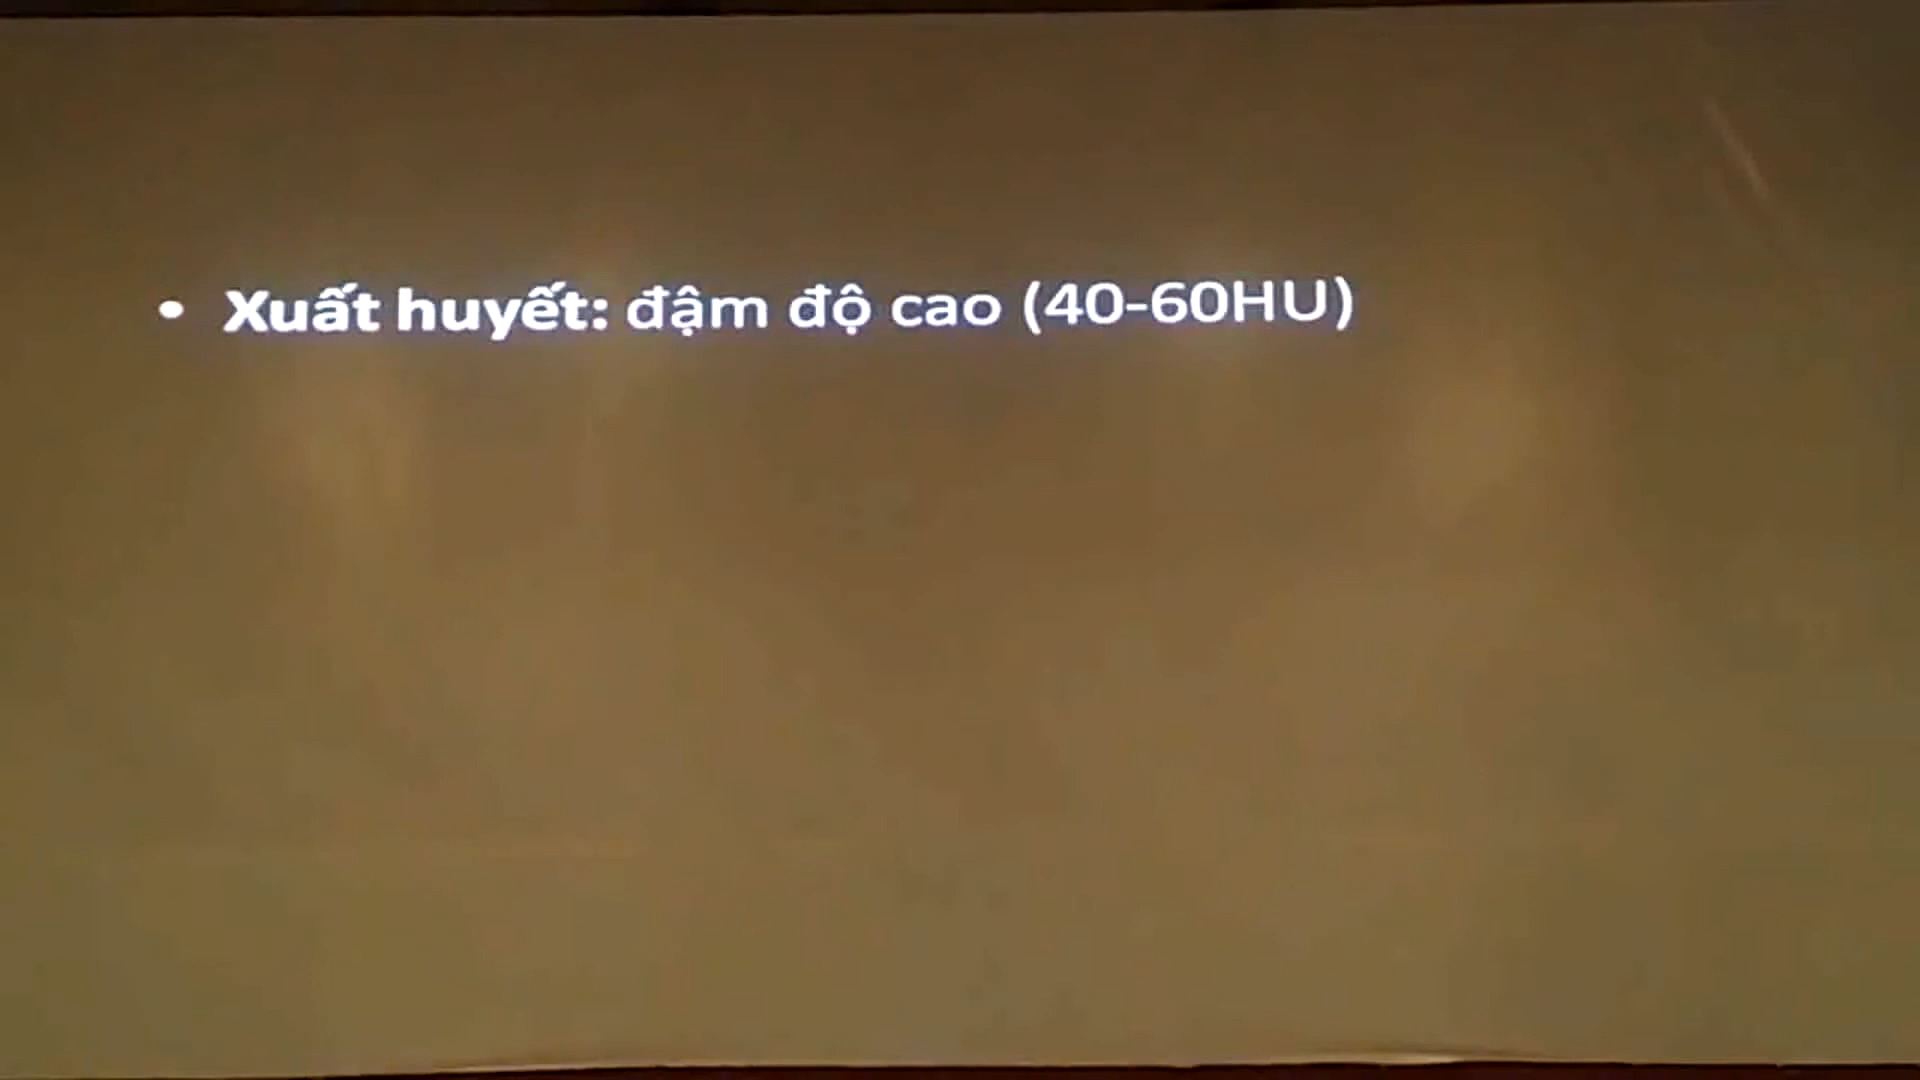 • Xuất huyết: đậm độ cao (40-60HU)